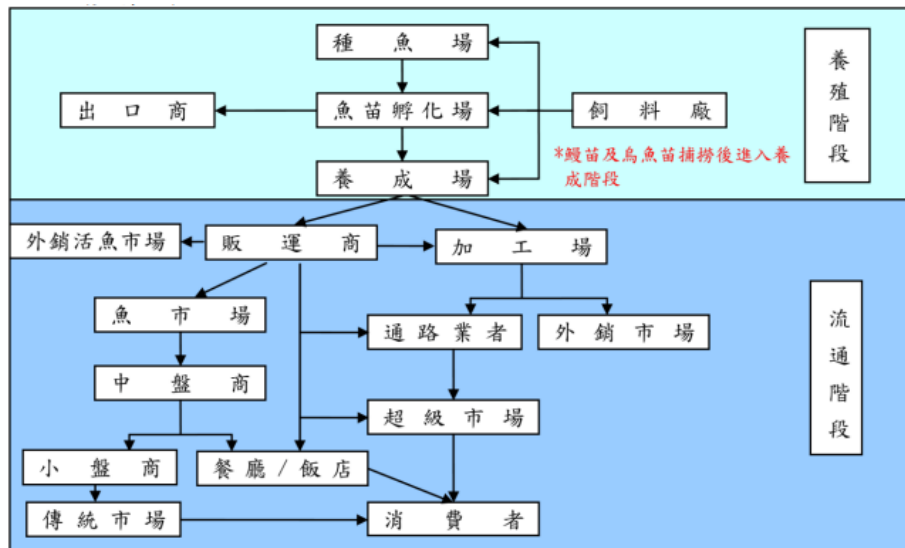 種魚場
養殖階段
出口商
魚苗孵化場
飼料廠
*鰻苗及烏魚苗捕撈後進入養
成階段
養成場
外銷活魚市場
販運商
加工場
魚市場
通路業者
外銷市場
流通階段
中盤商
超級市場
小盤商
餐廳/飯店
傳統市場
消費者